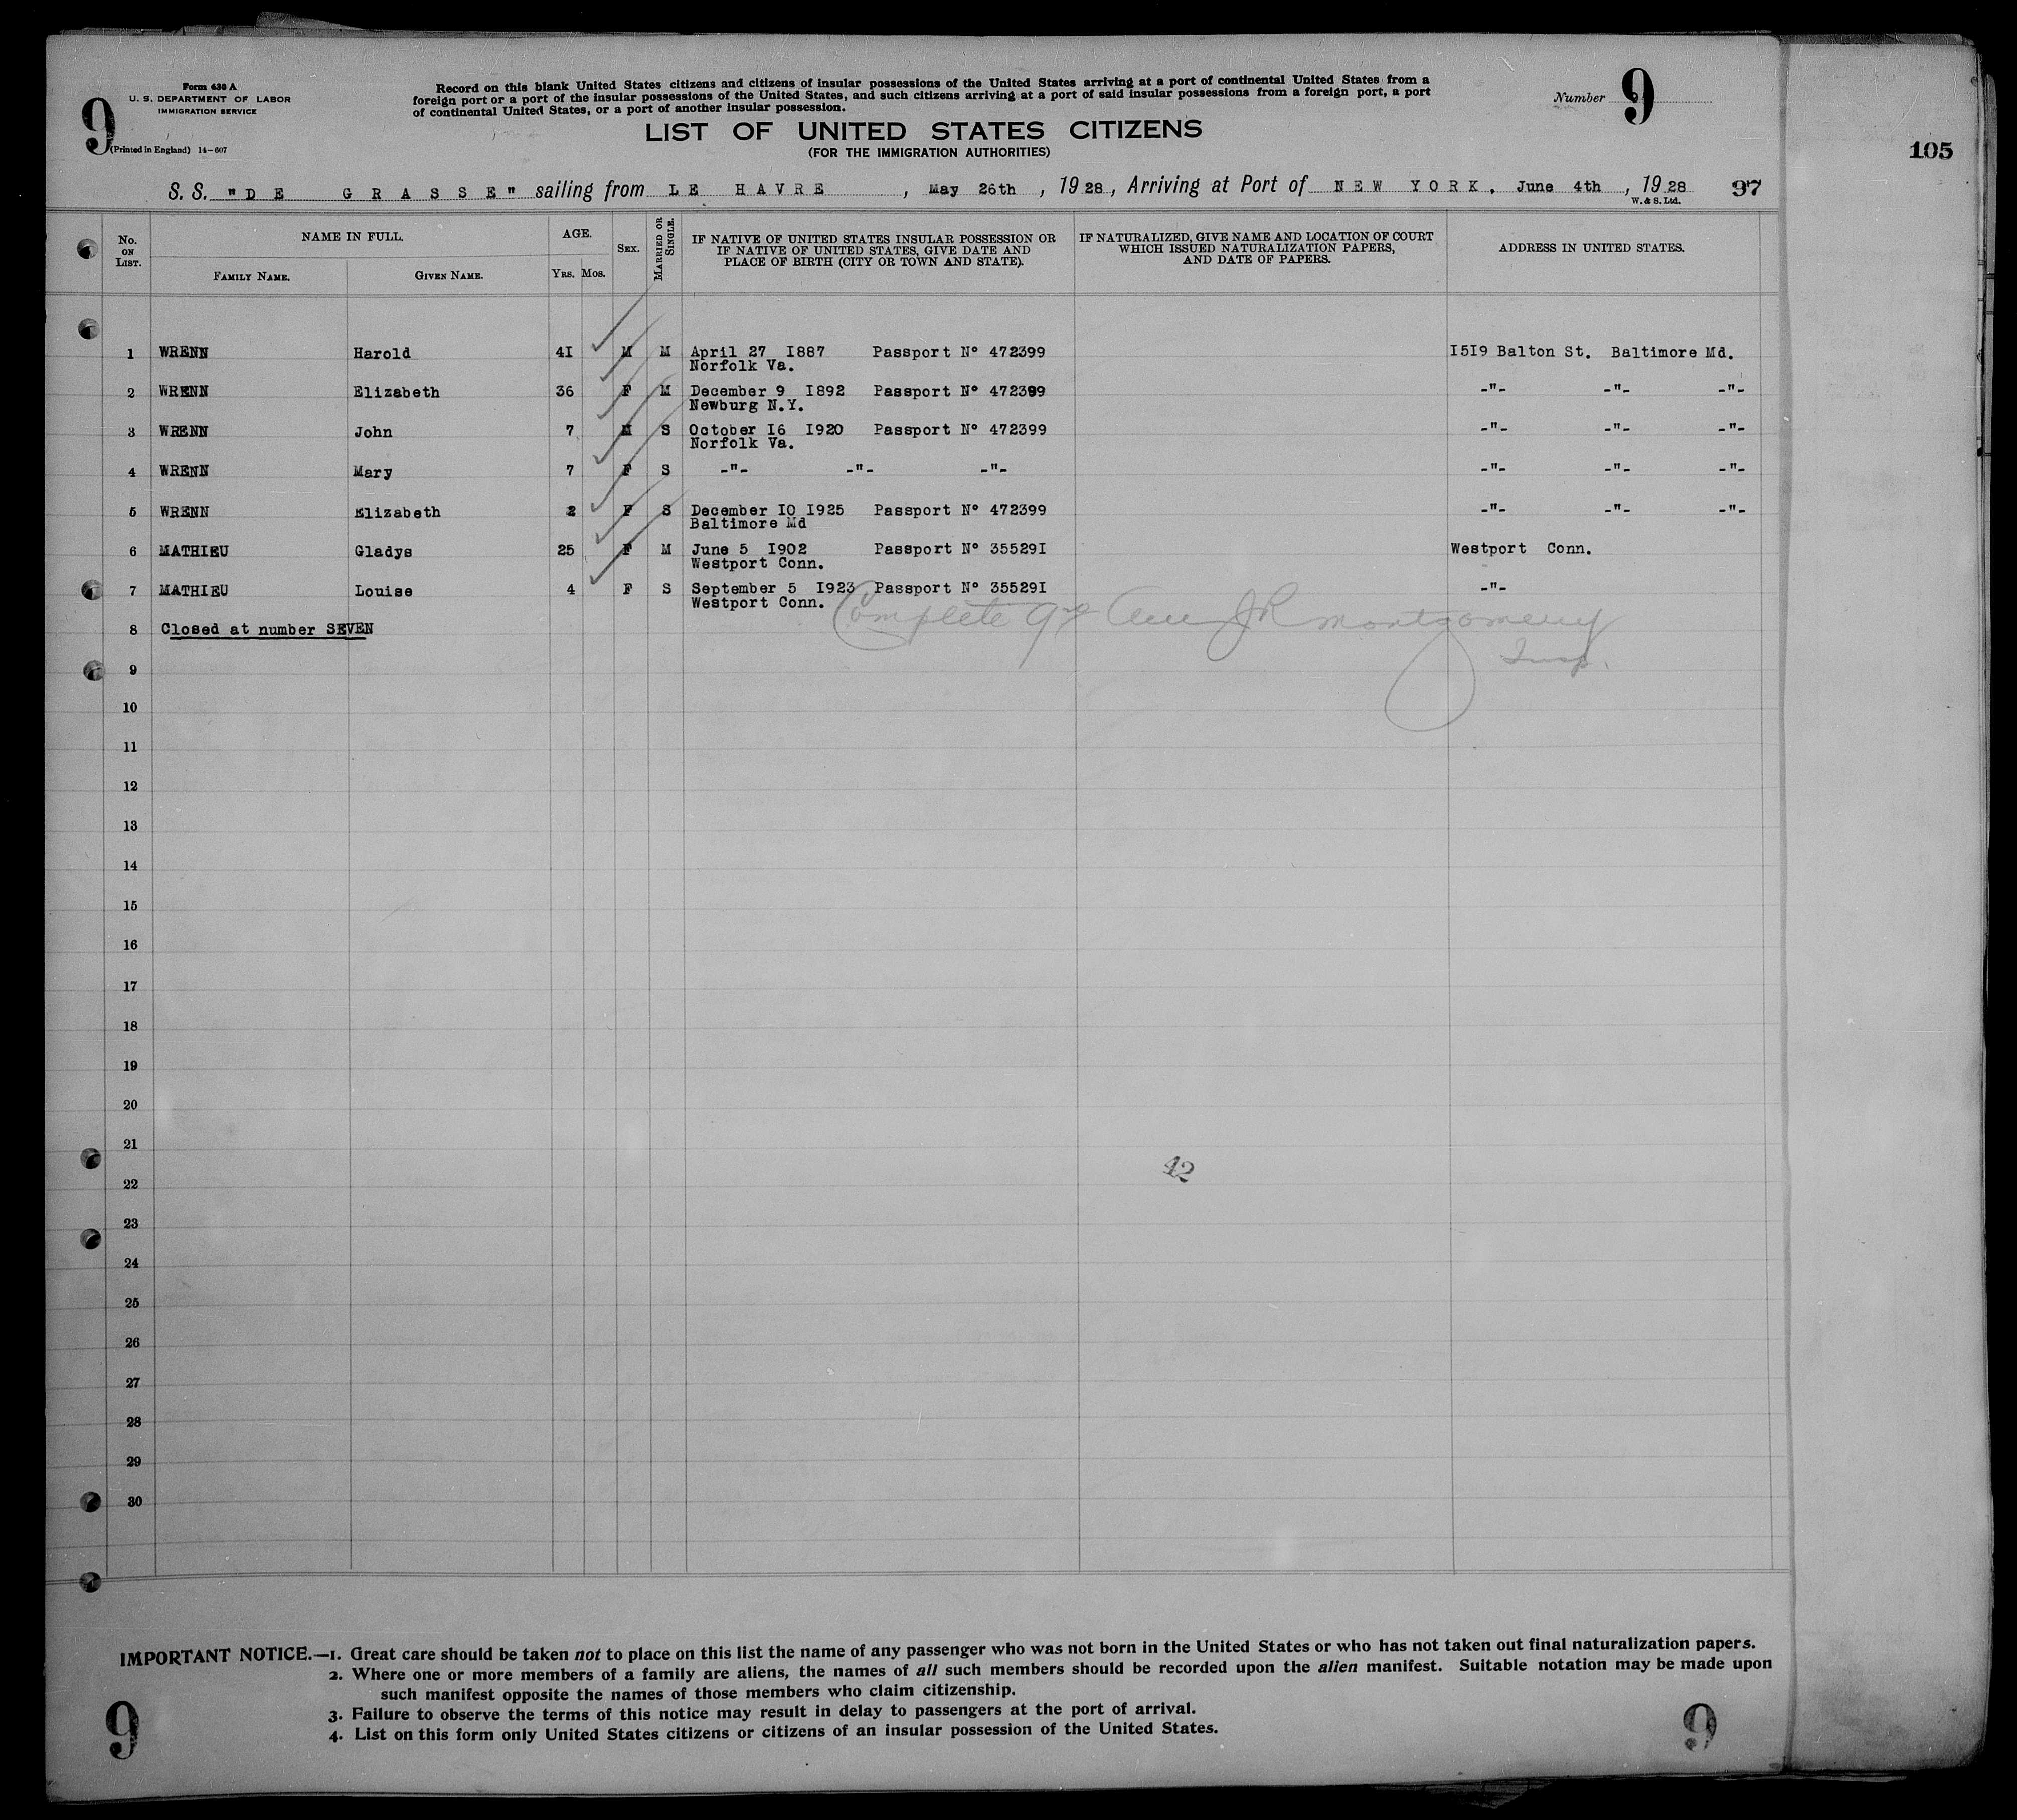 Form 630 A
U. S. DEPARTMENT OF LABOR
IMMIGRATION SERVICE
9
(Printed in England) 14-607
Record on this blank United States citizens and citizens of insular possessions of the United States arriving at a port of continental United States from a
foreign port or a port of the insular possessions of the United States, and such citizens arriving at a port of said insular possessions from a foreign port, a port
of continental United States, or a port of another insular possession.
LIST OF UNITED STATES CITIZENS
(FOR THE IMMIGRATION AUTHORITIES)
Number 9
105
S. S. "DE GRASSE" sailing from LE HAVRE, May 26th, 1928, Arriving at Port of NEW YORK. June 4th, 1928
W. & S. Ltd.
97
No. ON LIST. NAME IN FULL. FAMILY NAME. GIVEN NAME. AGE. YRS. MOS. SEX. MARRIED OR SINGLE. IF NATIVE OF UNITED STATES INSULAR POSSESSION OR IF NATIVE OF UNITED STATES, GIVE DATE AND PLACE OF BIRTH (CITY OR TOWN AND STATE). IF NATURALIZED, GIVE NAME AND LOCATION OF COURT WHICH ISSUED NATURALIZATION PAPERS, AND DATE OF PAPERS. ADDRESS IN UNITED STATES.
1 WRENN Harold 4I M M April 27 I887 Passport N° 472399 I5I9 Balton St. Baltimore Md.
Norfolk Va.
2 WRENN Elizabeth 36 F M December 9 I892 Passport N° 472399 -"- -"- -"-
Newburg N.Y.
3 WRENN John 7 M S October I6 I920 Passport N° 472399 -"- -"- -"-
Norfolk Va.
4 WRENN Mary 7 F S -"- -"- -"- -"- -"- -"-
5 WRENN Elizabeth 2 F S December IO I925 Passport N° 472399 -"- -"- -"-
Baltimore Md
6 MATHIEU Gladys 25 F M June 5 I902 Passport N° 35529I Westport Conn.
Westport Conn.
7 MATHIEU Louise 4 F S September 5 I923 Passport N° 35529I -"-
Westport Conn.
Complete J R Montgomery
Insp.
8 Closed at number SEVEN
9
10
11
12
13
14
15
16
17
18
19
20
21
42
22
23
24
25
26
27
28
29
30
IMPORTANT NOTICE.—1. Great care should be taken not to place on this list the name of any passenger who was not born in the United States or who has not taken out final naturalization papers.
2. Where one or more members of a family are aliens, the names of all such members should be recorded upon the alien manifest. Suitable notation may be made upon
such manifest opposite the names of those members who claim citizenship.
3. Failure to observe the terms of this notice may result in delay to passengers at the port of arrival.
4. List on this form only United States citizens or citizens of an insular possession of the United States.
9
9